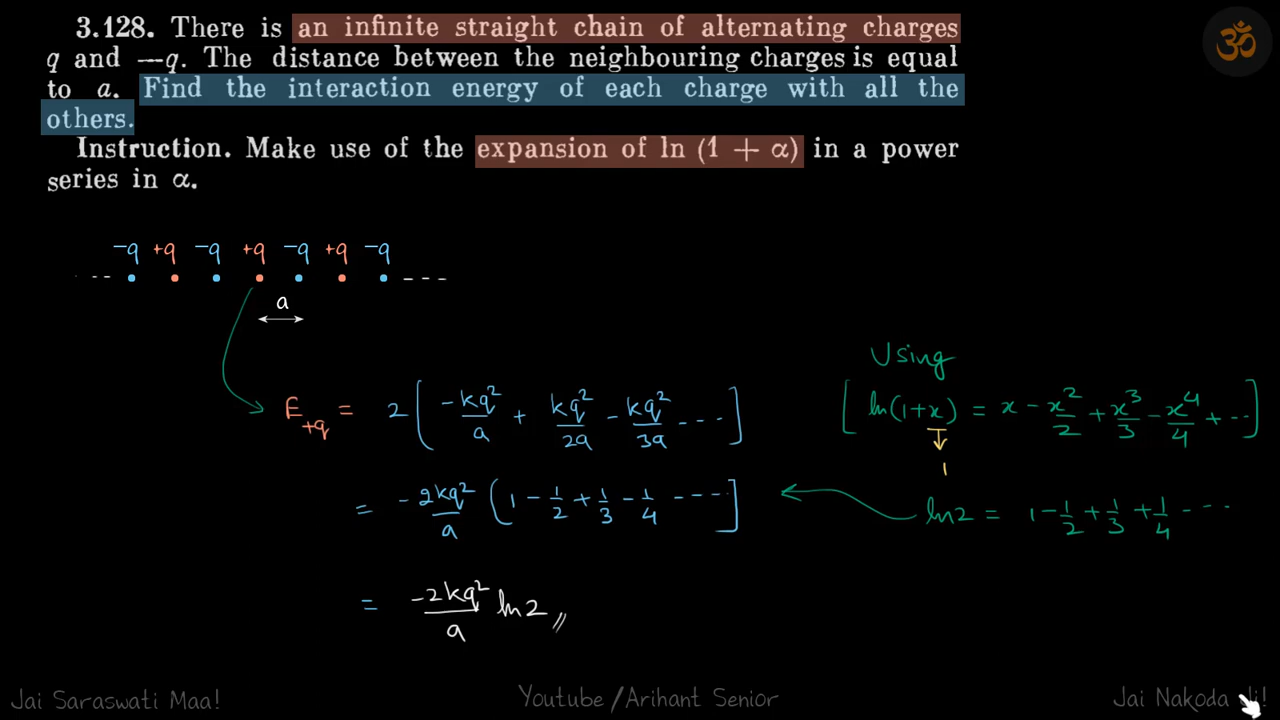 3.128. There is an infinite straight chain of alternating charges
q and —q. The distance between the neighbouring charges is equal
to a. Find the interaction energy of each charge with all the
others.
Instruction. Make use of the expansion of ln (1 + α) in a power
series in α.
ॐ
-q +q -q +q -q +q -q
a
Using
E+q = 2 ( -kq²/a + kq²/2a - kq²/3a ---- ]
[ ln(1+x) = x - x²/2 + x³/3 - x⁴/4 + --- ]
1
= -2kq²/a ( 1 - 1/2 + 1/3 - 1/4 ---- ]
ln2 = 1 - 1/2 + 1/3 + 1/4 ----
= -2kq²/a ln2 //
Jai Saraswati Maa! Youtube /Arihant Senior Jai Nakoda Ji!